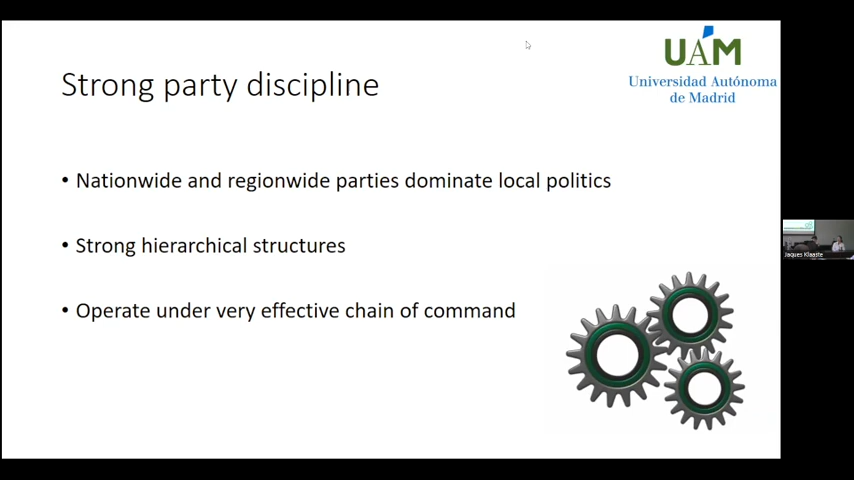 UAM
Universidad Autónoma
de Madrid
Strong party discipline
• Nationwide and regionwide parties dominate local politics
• Strong hierarchical structures
• Operate under very effective chain of command
Jaques Klaaste